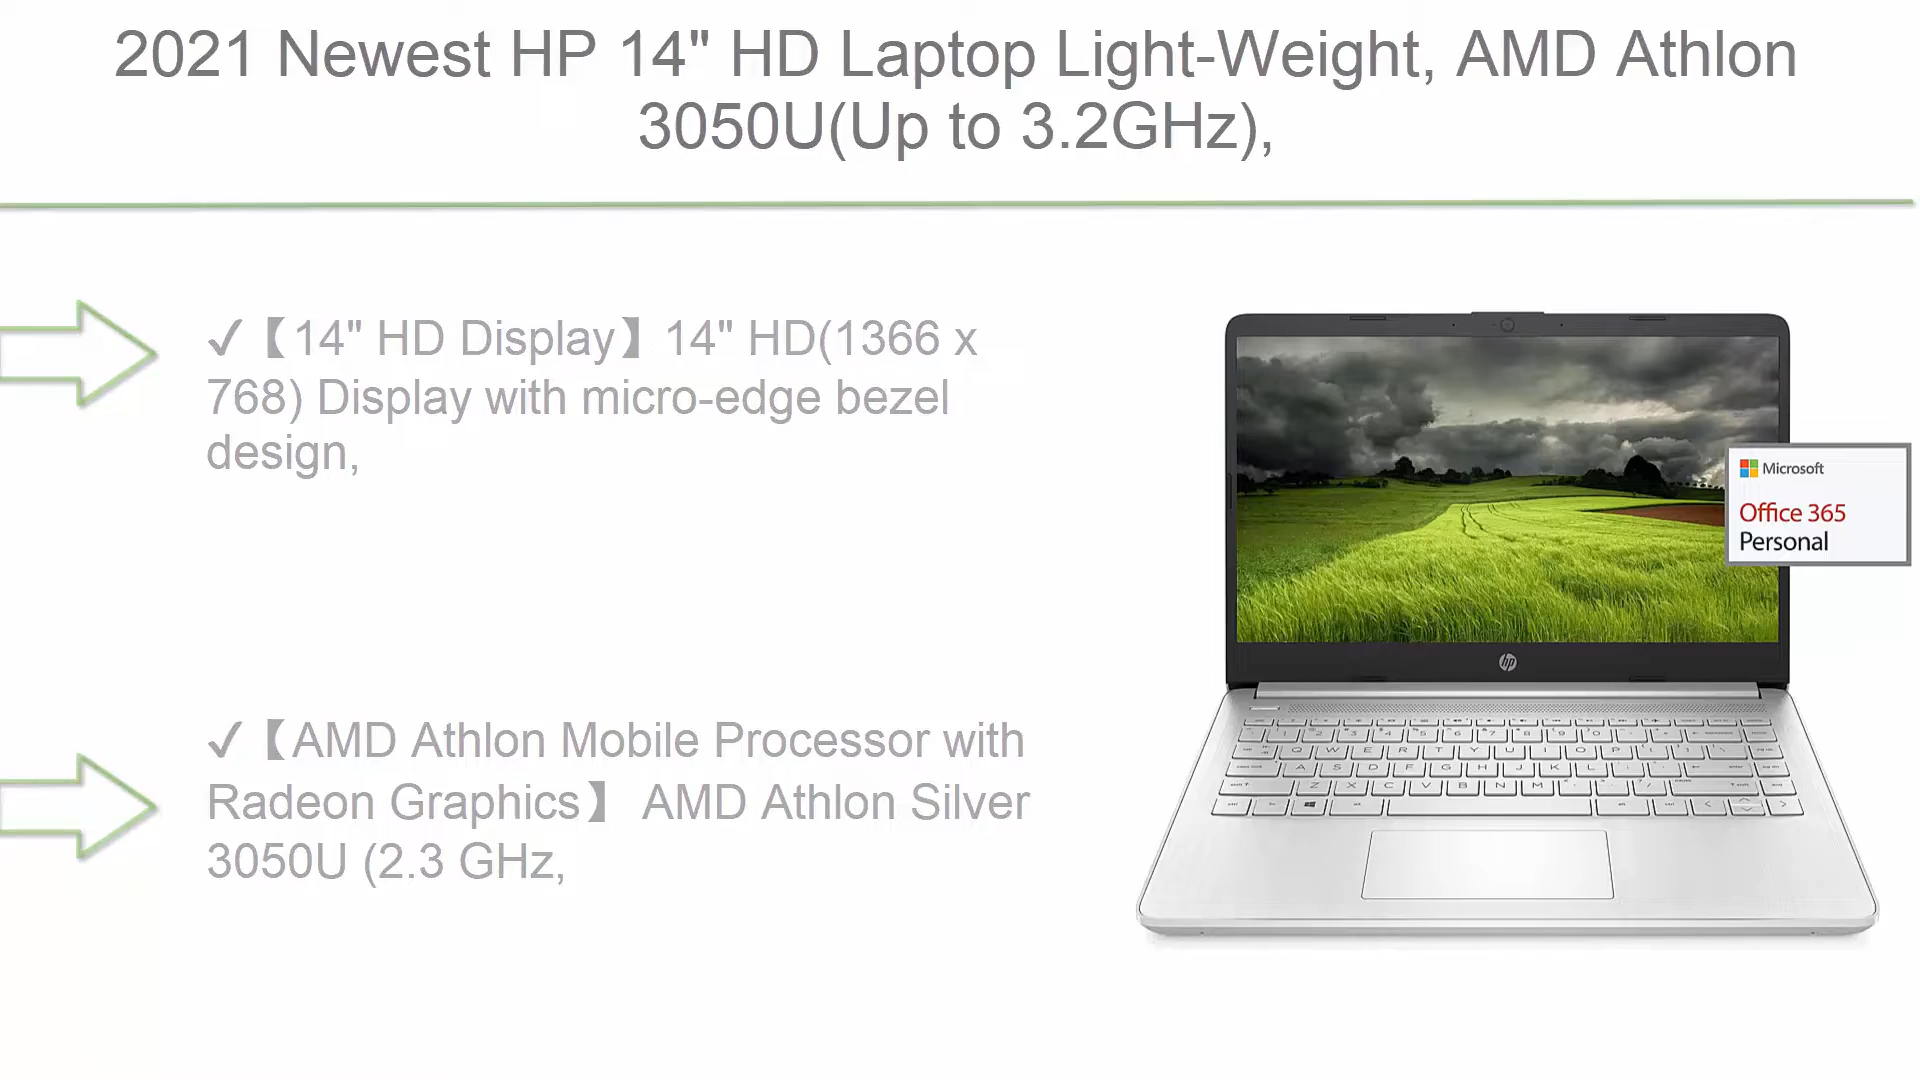 2021 Newest HP 14" HD Laptop Light-Weight, AMD Athlon
3050U(Up to 3.2GHz),
✓【14" HD Display】14" HD(1366 x
768) Display with micro-edge bezel
design,
✓【AMD Athlon Mobile Processor with
Radeon Graphics】 AMD Athlon Silver
3050U (2.3 GHz,
Microsoft
Office 365
Personal
hp
Q W E R T Y U I O P
A S D F G H J K L
Z X C V B N M